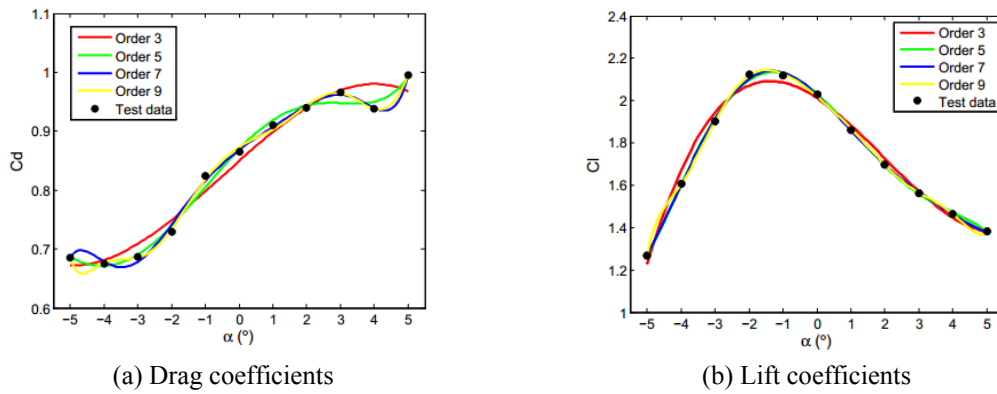 1.1
1
0.9
0.8
0.7
0.6
Cd
Order 3
Order 5
Order 7
Order 9
Test data
−5 −4 −3 −2 −1 0 1 2 3 4 5
α (°)
(a) Drag coefficients
2.4
2.2
2
1.8
1.6
1.4
1.2
1
Cl
Order 3
Order 5
Order 7
Order 9
Test data
−5 −4 −3 −2 −1 0 1 2 3 4 5
α (°)
(b) Lift coefficients